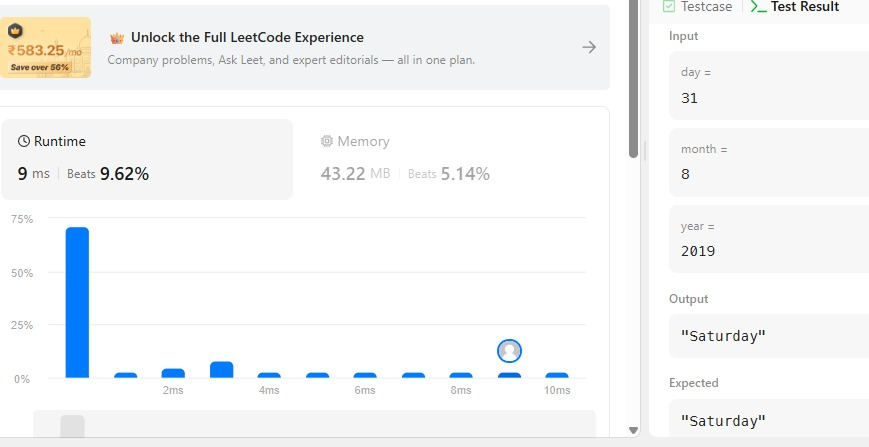 ₹583.25/mo
Save over 56%
Unlock the Full LeetCode Experience
Company problems, Ask Leet, and expert editorials — all in one plan.
Runtime
9 ms | Beats 9.62%
Memory
43.22 MB | Beats 5.14%
75%
50%
25%
0%
2ms 4ms 6ms 8ms 10ms
Testcase | >_ Test Result
Input
day =
31
month =
8
year =
2019
Output
"Saturday"
Expected
"Saturday"